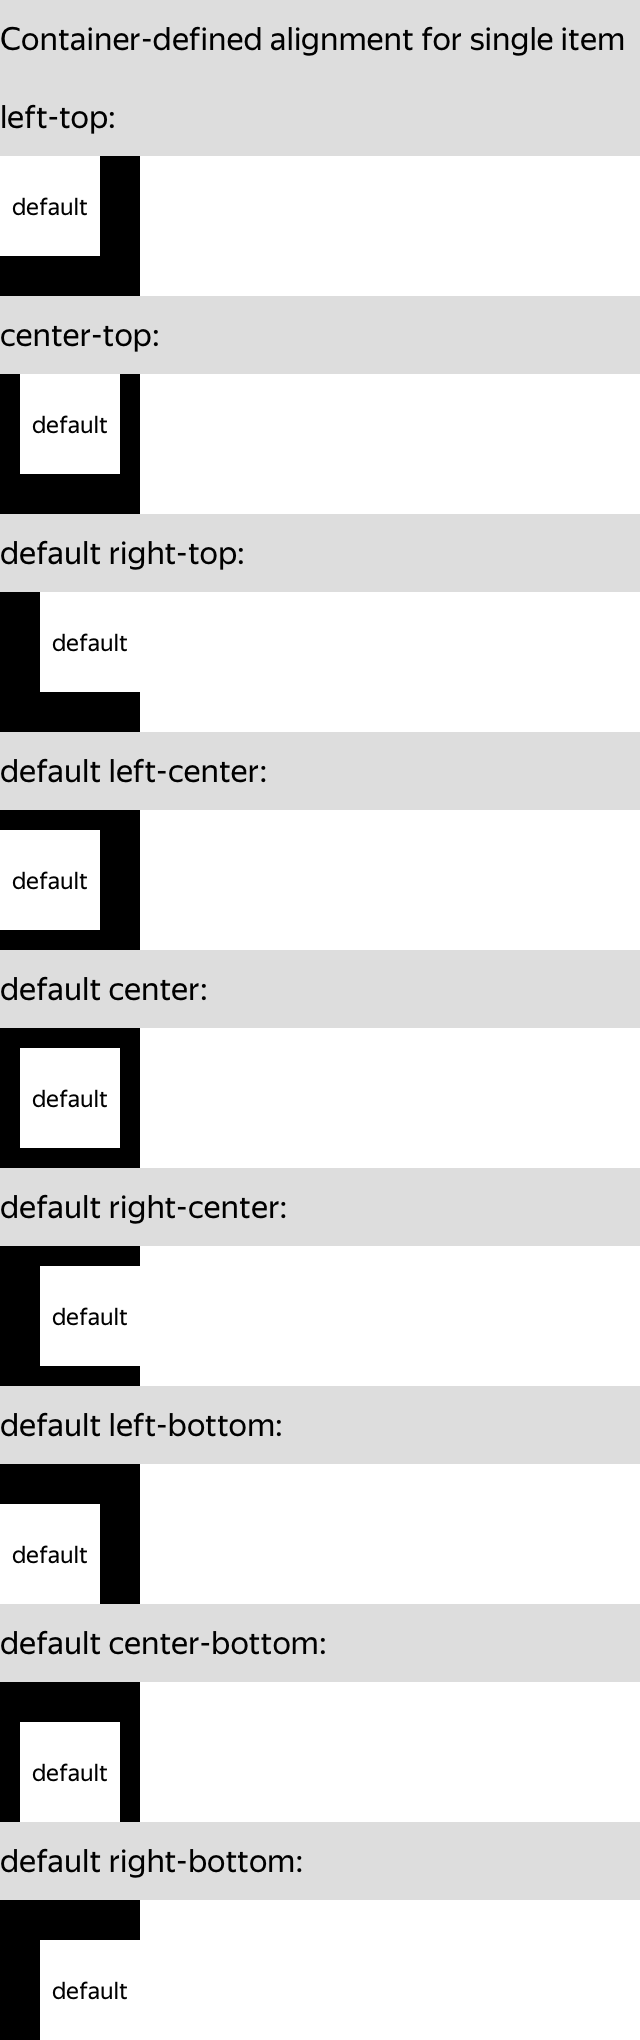 Container-defined alignment for single item
left-top:
default
center-top:
default
default right-top:
default
default left-center:
default
default center:
default
default right-center:
default
default left-bottom:
default
default center-bottom:
default
default right-bottom:
default